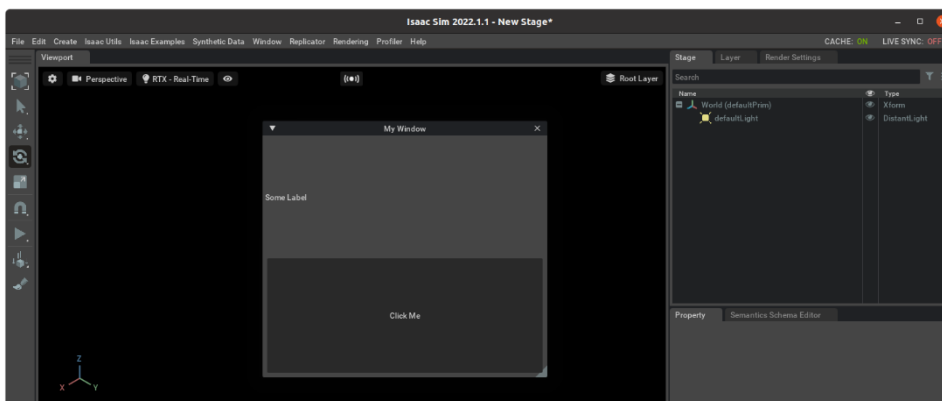 Isaac Sim 2022.1.1 - New Stage*
File Edit Create Isaac Utils Isaac Examples Synthetic Data Window Replicator Rendering Profiler Help CACHE: ON LIVE SYNC: OFF
Viewport
Perspective RTX - Real-Time Root Layer
My Window
Some Label
Click Me
Z
X Y
Stage Layer Render Settings
Search
Name Type
World (defaultPrim) Xform
defaultLight DistantLight
Property Semantics Schema Editor